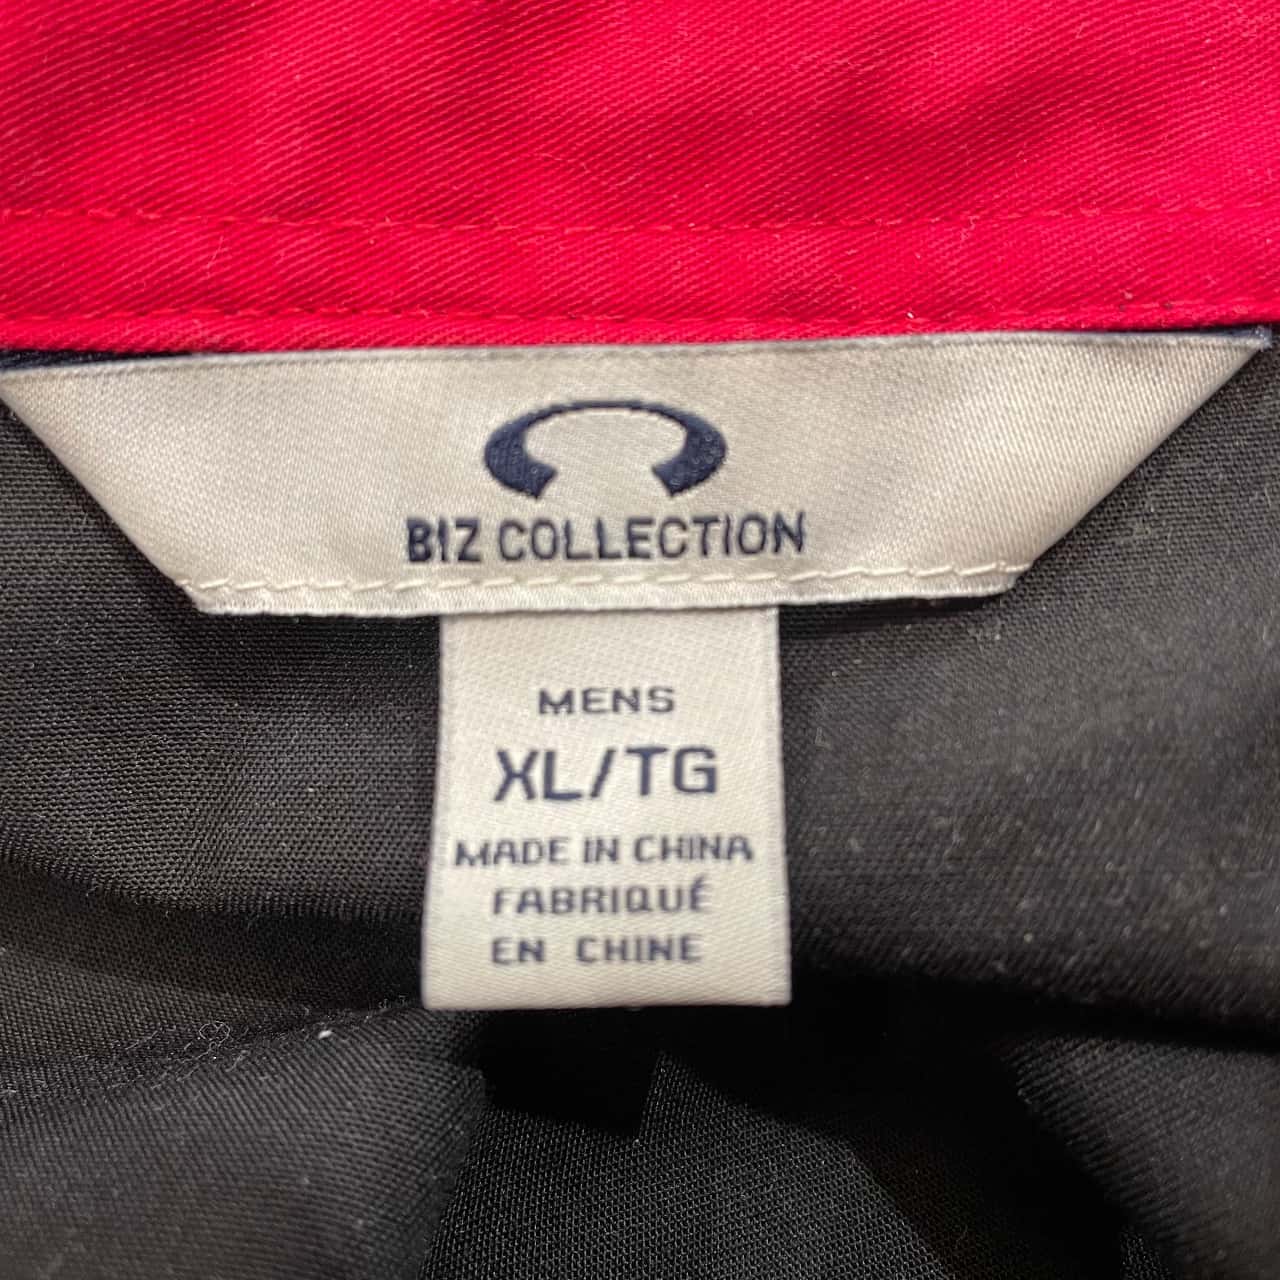 BIZ COLLECTION
MENS
XL/TG
MADE IN CHINA
FABRIQUÉ
EN CHINE